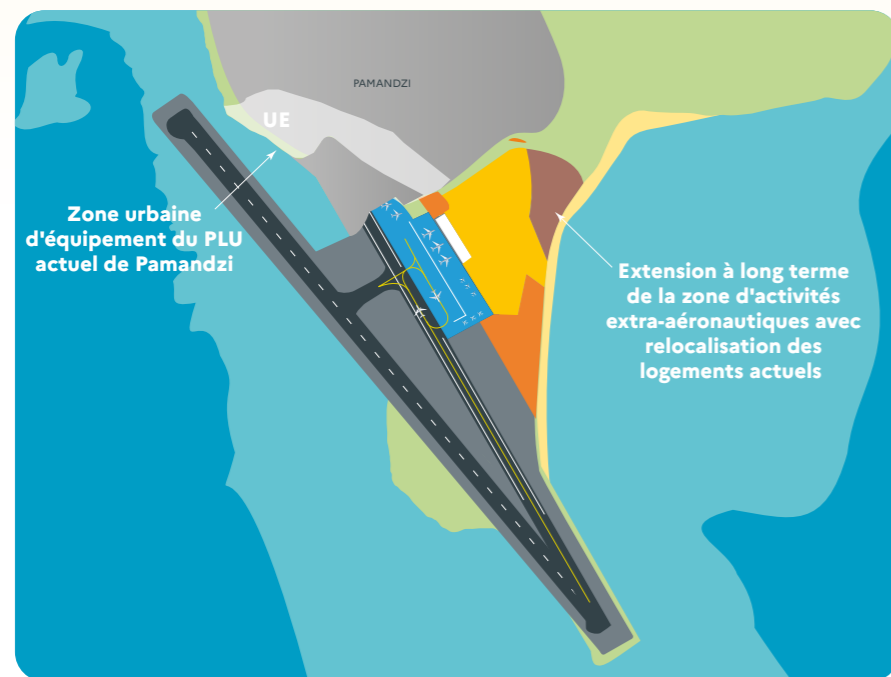 PAMANDZI
UE
Zone urbaine
d'équipement du PLU
actuel de Pamandzi
Extension à long terme
de la zone d'activités
extra-aéronautiques avec
relocalisation des
logements actuels